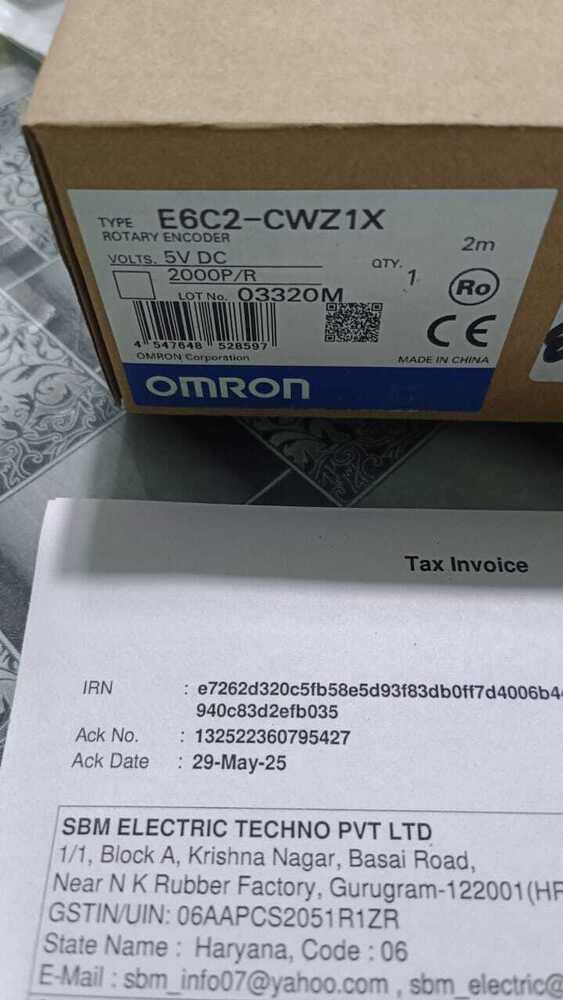 TYPE E6C2-CWZ1X
ROTARY ENCODER
2m
VOLTS. 5V DC
2000P/R
QTY. 1
Ro
LOT No. 03320M
4 547648 528597
CE
OMRON Corporation
MADE IN CHINA
OMRON
Tax Invoice
IRN : e7262d320c5fb58e5d93f83db0ff7d4006b4
940c83d2efb035
Ack No. : 132522360795427
Ack Date : 29-May-25
SBM ELECTRIC TECHNO PVT LTD
1/1, Block A, Krishna Nagar, Basai Road,
Near N K Rubber Factory, Gurugram-122001(HR
GSTIN/UIN: 06AAPCS2051R1ZR
State Name : Haryana, Code : 06
E-Mail : sbm_info07@yahoo.com , sbm_electric@